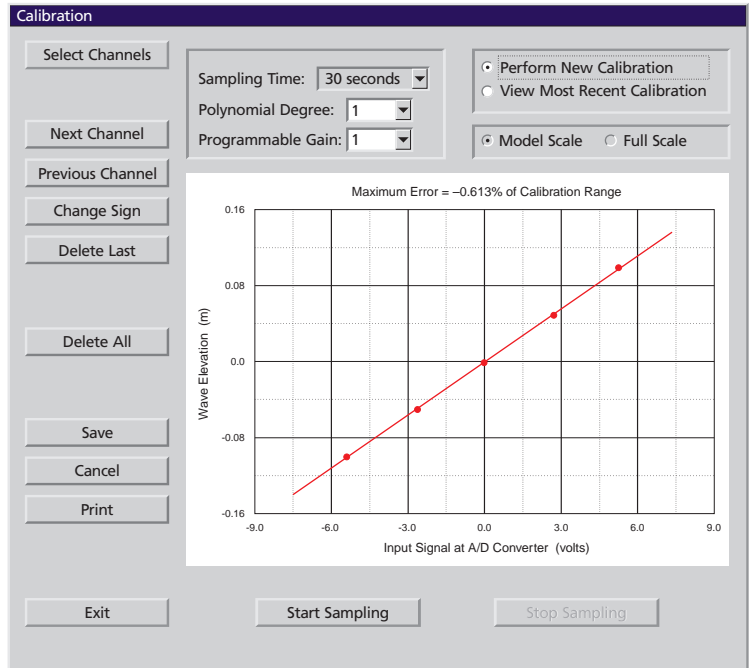 Calibration
Select Channels
Next Channel
Previous Channel
Change Sign
Delete Last
Delete All
Save
Cancel
Print
Exit
Sampling Time: 30 seconds
Polynomial Degree: 1
Programmable Gain: 1
Perform New Calibration
View Most Recent Calibration
Model Scale Full Scale
Maximum Error = –0.613% of Calibration Range
Wave Elevation (m)
0.16
0.08
0.0
-0.08
-0.16
-9.0 -6.0 -3.0 0.0 3.0 6.0 9.0
Input Signal at A/D Converter (volts)
Start Sampling
Stop Sampling